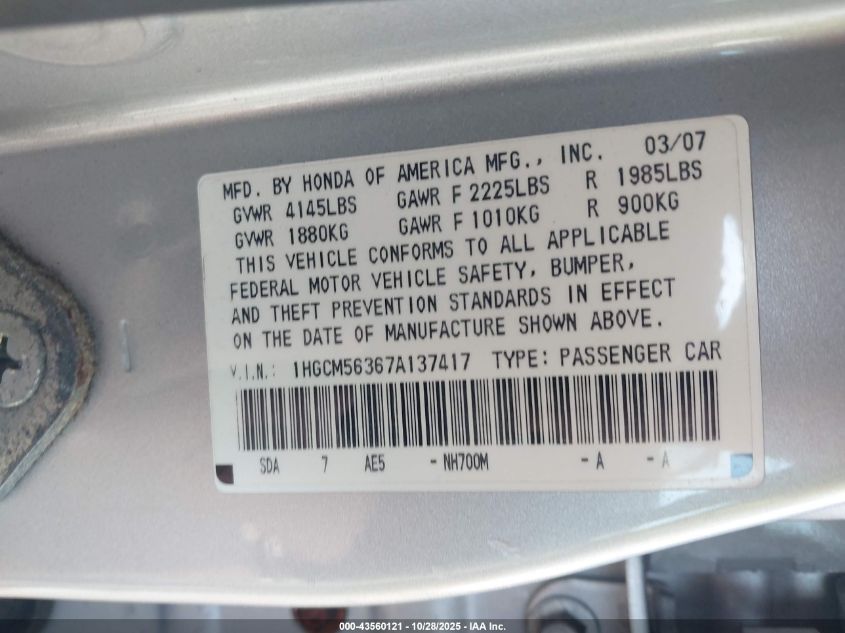 MFD. BY HONDA OF AMERICA MFG., INC. 03/07
GVWR 4145LBS GAWR F 2225LBS R 1985LBS
GVWR 1880KG GAWR F 1010KG R 900KG
THIS VEHICLE CONFORMS TO ALL APPLICABLE
FEDERAL MOTOR VEHICLE SAFETY, BUMPER,
AND THEFT PREVENTION STANDARDS IN EFFECT
ON THE DATE OF MANUFACTURE SHOWN ABOVE.
V.I.N.: 1HGCM56367A137417 TYPE: PASSENGER CAR
SDA 7 AE5 - NH700M - A - A
000-43560121 | 10/28/2025 - IAA Inc.